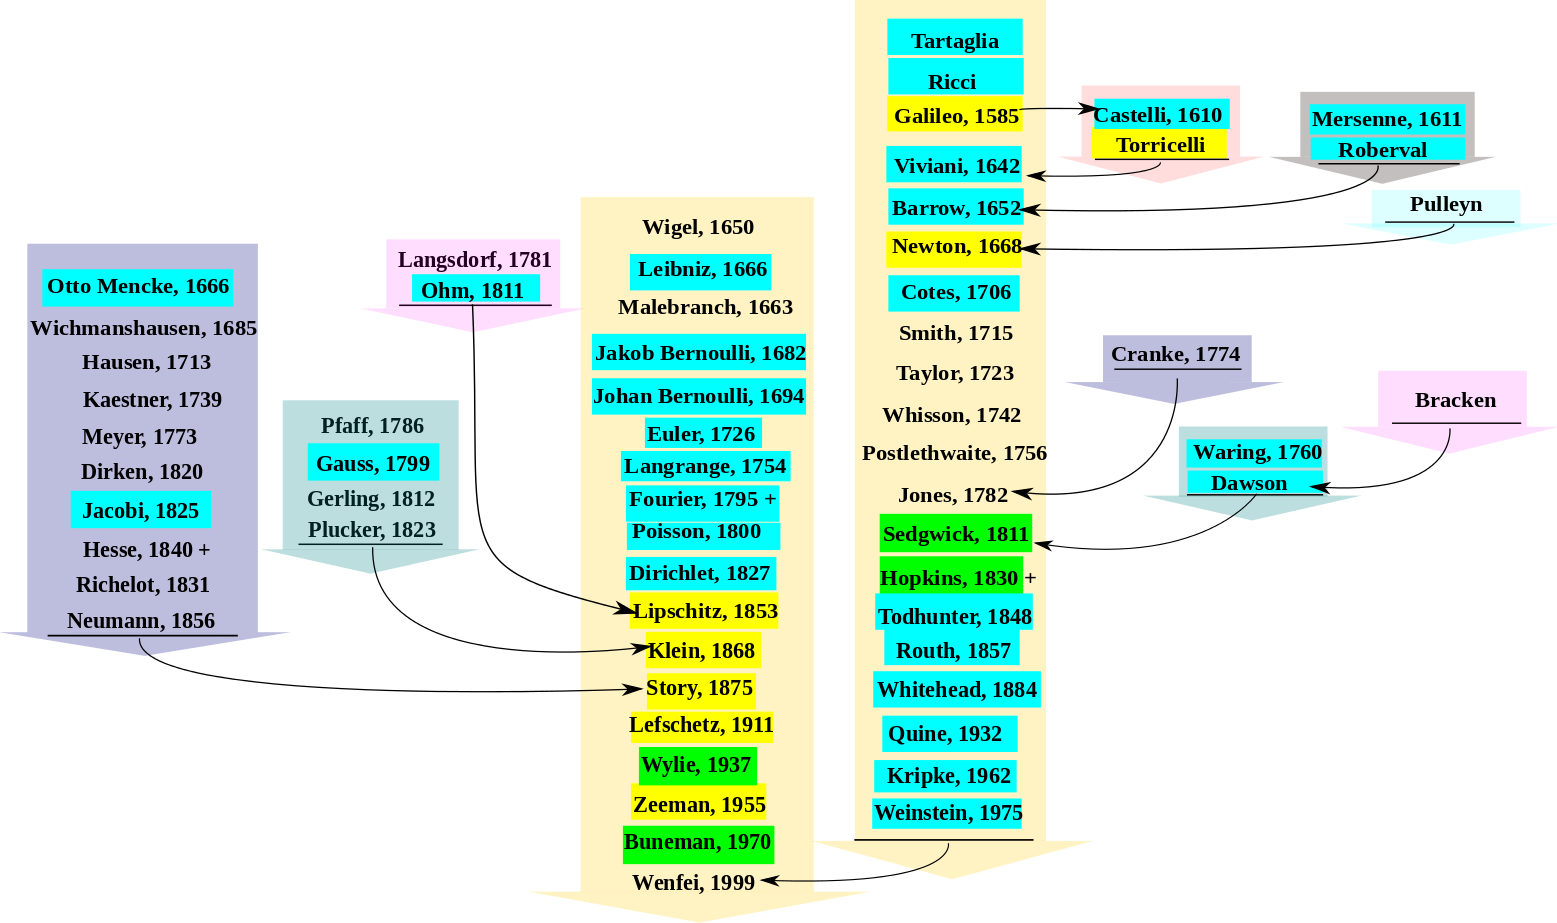 Otto Mencke, 1666
Wichmanshausen, 1685
Hausen, 1713
Kaestner, 1739
Meyer, 1773
Dirken, 1820
Jacobi, 1825
Hesse, 1840 +
Richelot, 1831
Neumann, 1856
Pfaff, 1786
Gauss, 1799
Gerling, 1812
Plucker, 1823
Langsdorf, 1781
Ohm, 1811
Wigel, 1650
Leibniz, 1666
Malebranch, 1663
Jakob Bernoulli, 1682
Johan Bernoulli, 1694
Euler, 1726
Langrange, 1754
Fourier, 1795 +
Poisson, 1800
Dirichlet, 1827
Lipschitz, 1853
Klein, 1868
Story, 1875
Lefschetz, 1911
Wylie, 1937
Zeeman, 1955
Buneman, 1970
Wenfei, 1999
Tartaglia
Ricci
Galileo, 1585
Viviani, 1642
Barrow, 1652
Newton, 1668
Cotes, 1706
Smith, 1715
Taylor, 1723
Whisson, 1742
Postlethwaite, 1756
Jones, 1782
Sedgwick, 1811
Hopkins, 1830 +
Todhunter, 1848
Routh, 1857
Whitehead, 1884
Quine, 1932
Kripke, 1962
Weinstein, 1975
Castelli, 1610
Torricelli
Mersenne, 1611
Roberval
Pulleyn
Cranke, 1774
Bracken
Waring, 1760
Dawson